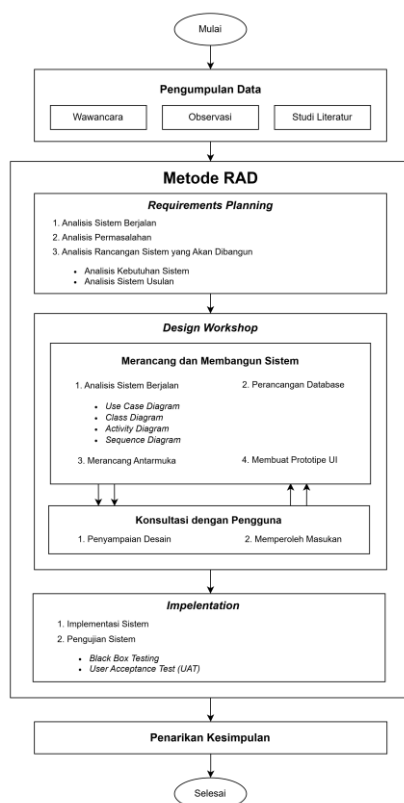 Mulai
Pengumpulan Data
Wawancara
Observasi
Studi Literatur
Metode RAD
Requirements Planning
1. Analisis Sistem Berjalan
2. Analisis Permasalahan
3. Analisis Rancangan Sistem yang Akan Dibangun
• Analisis Kebutuhan Sistem
• Analisis Sistem Usulan
Design Workshop
Merancang dan Membangun Sistem
1. Analisis Sistem Berjalan
2. Perancangan Database
• Use Case Diagram
• Class Diagram
• Activity Diagram
• Sequence Diagram
3. Merancang Antarmuka
4. Membuat Prototipe UI
Konsultasi dengan Pengguna
1. Penyampaian Desain
2. Memperoleh Masukan
Impelentation
1. Implementasi Sistem
2. Pengujian Sistem
• Black Box Testing
• User Acceptance Test (UAT)
Penarikan Kesimpulan
Selesai